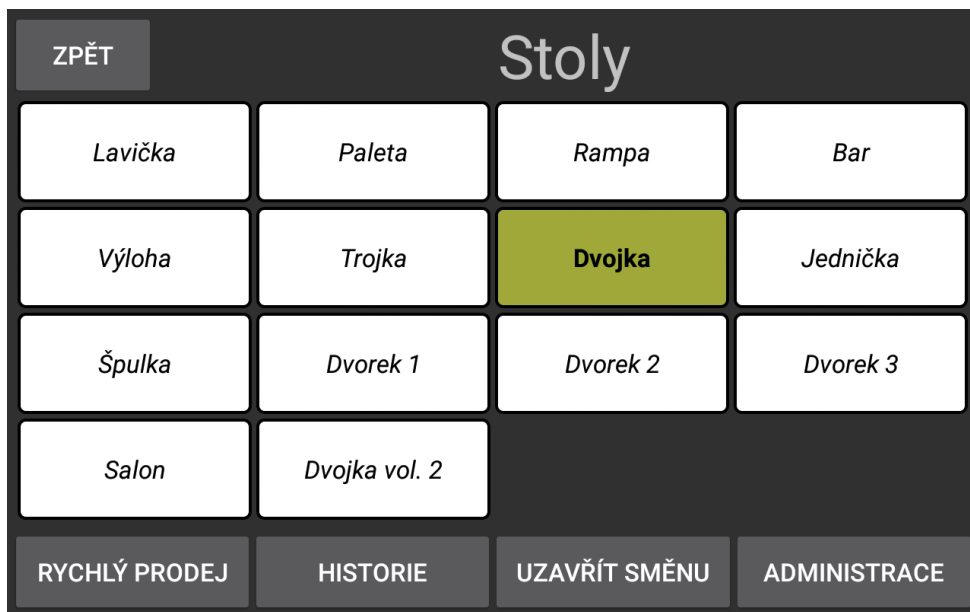 ZPĚT
Stoly
Lavička
Paleta
Rampa
Bar
Výloha
Trojka
Dvojka
Jednička
Špulka
Dvorek 1
Dvorek 2
Dvorek 3
Salon
Dvojka vol. 2
RYCHLÝ PRODEJ
HISTORIE
UZAVŘÍT SMĚNU
ADMINISTRACE